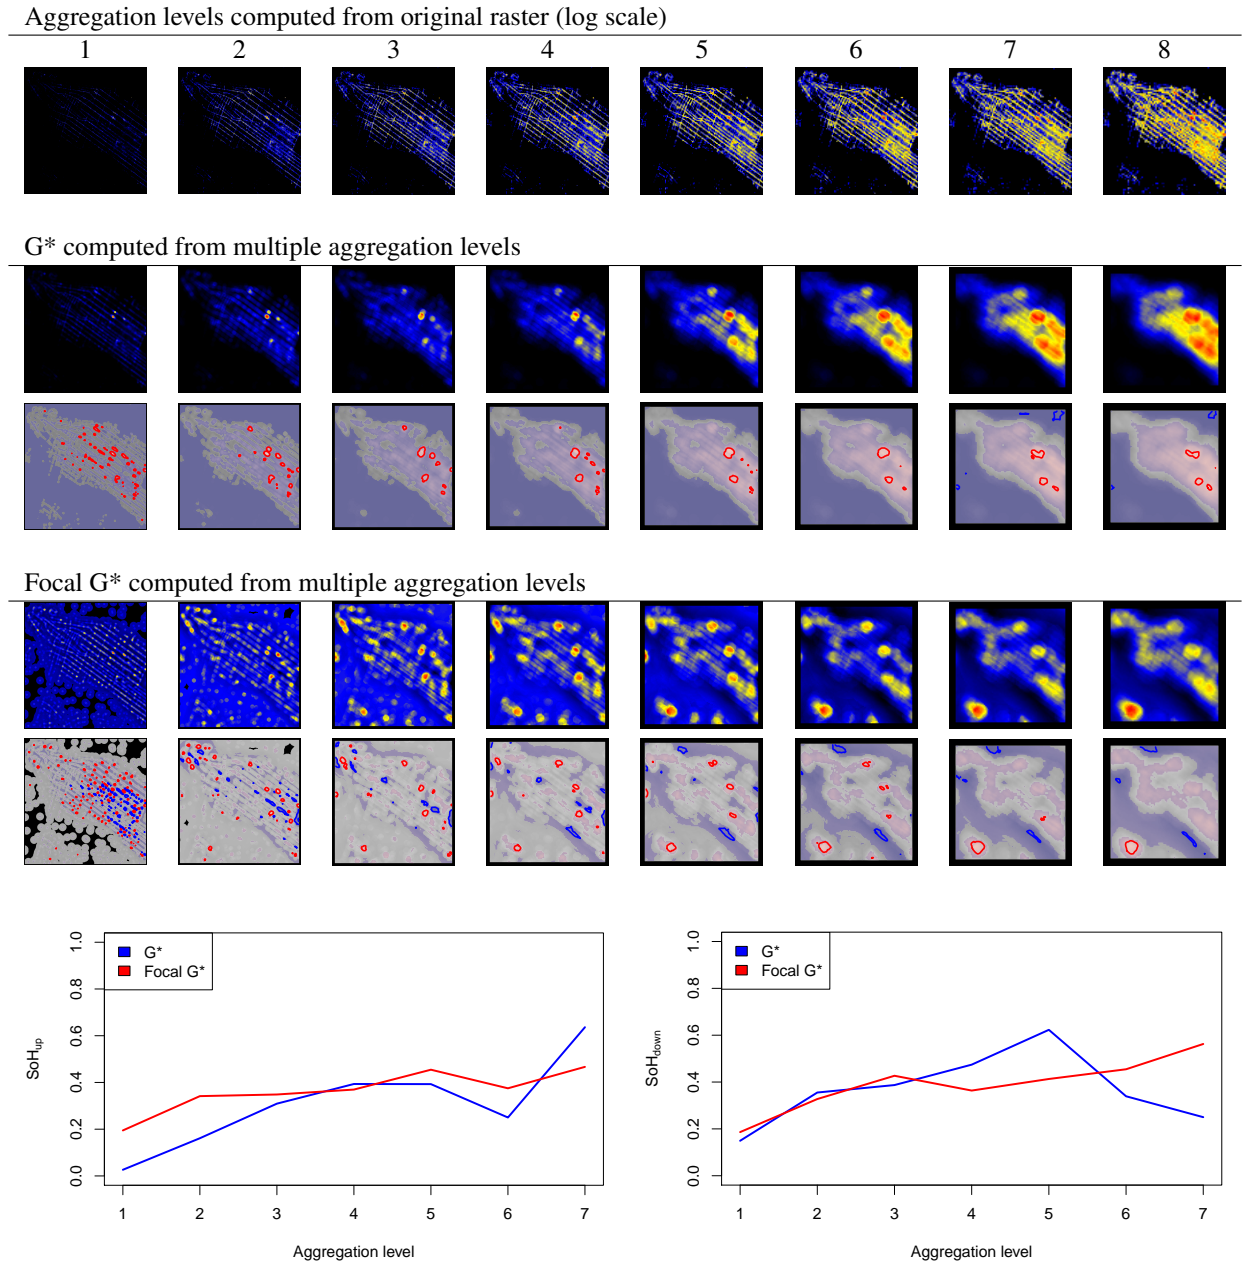 Aggregation levels computed from original raster (log scale)
1 2 3 4 5 6 7 8
G* computed from multiple aggregation levels
Focal G* computed from multiple aggregation levels
G*
Focal G*
SoHup
0.0 0.2 0.4 0.6 0.8 1.0
1 2 3 4 5 6 7
Aggregation level
G*
Focal G*
SoHdown
0.0 0.2 0.4 0.6 0.8 1.0
1 2 3 4 5 6 7
Aggregation level